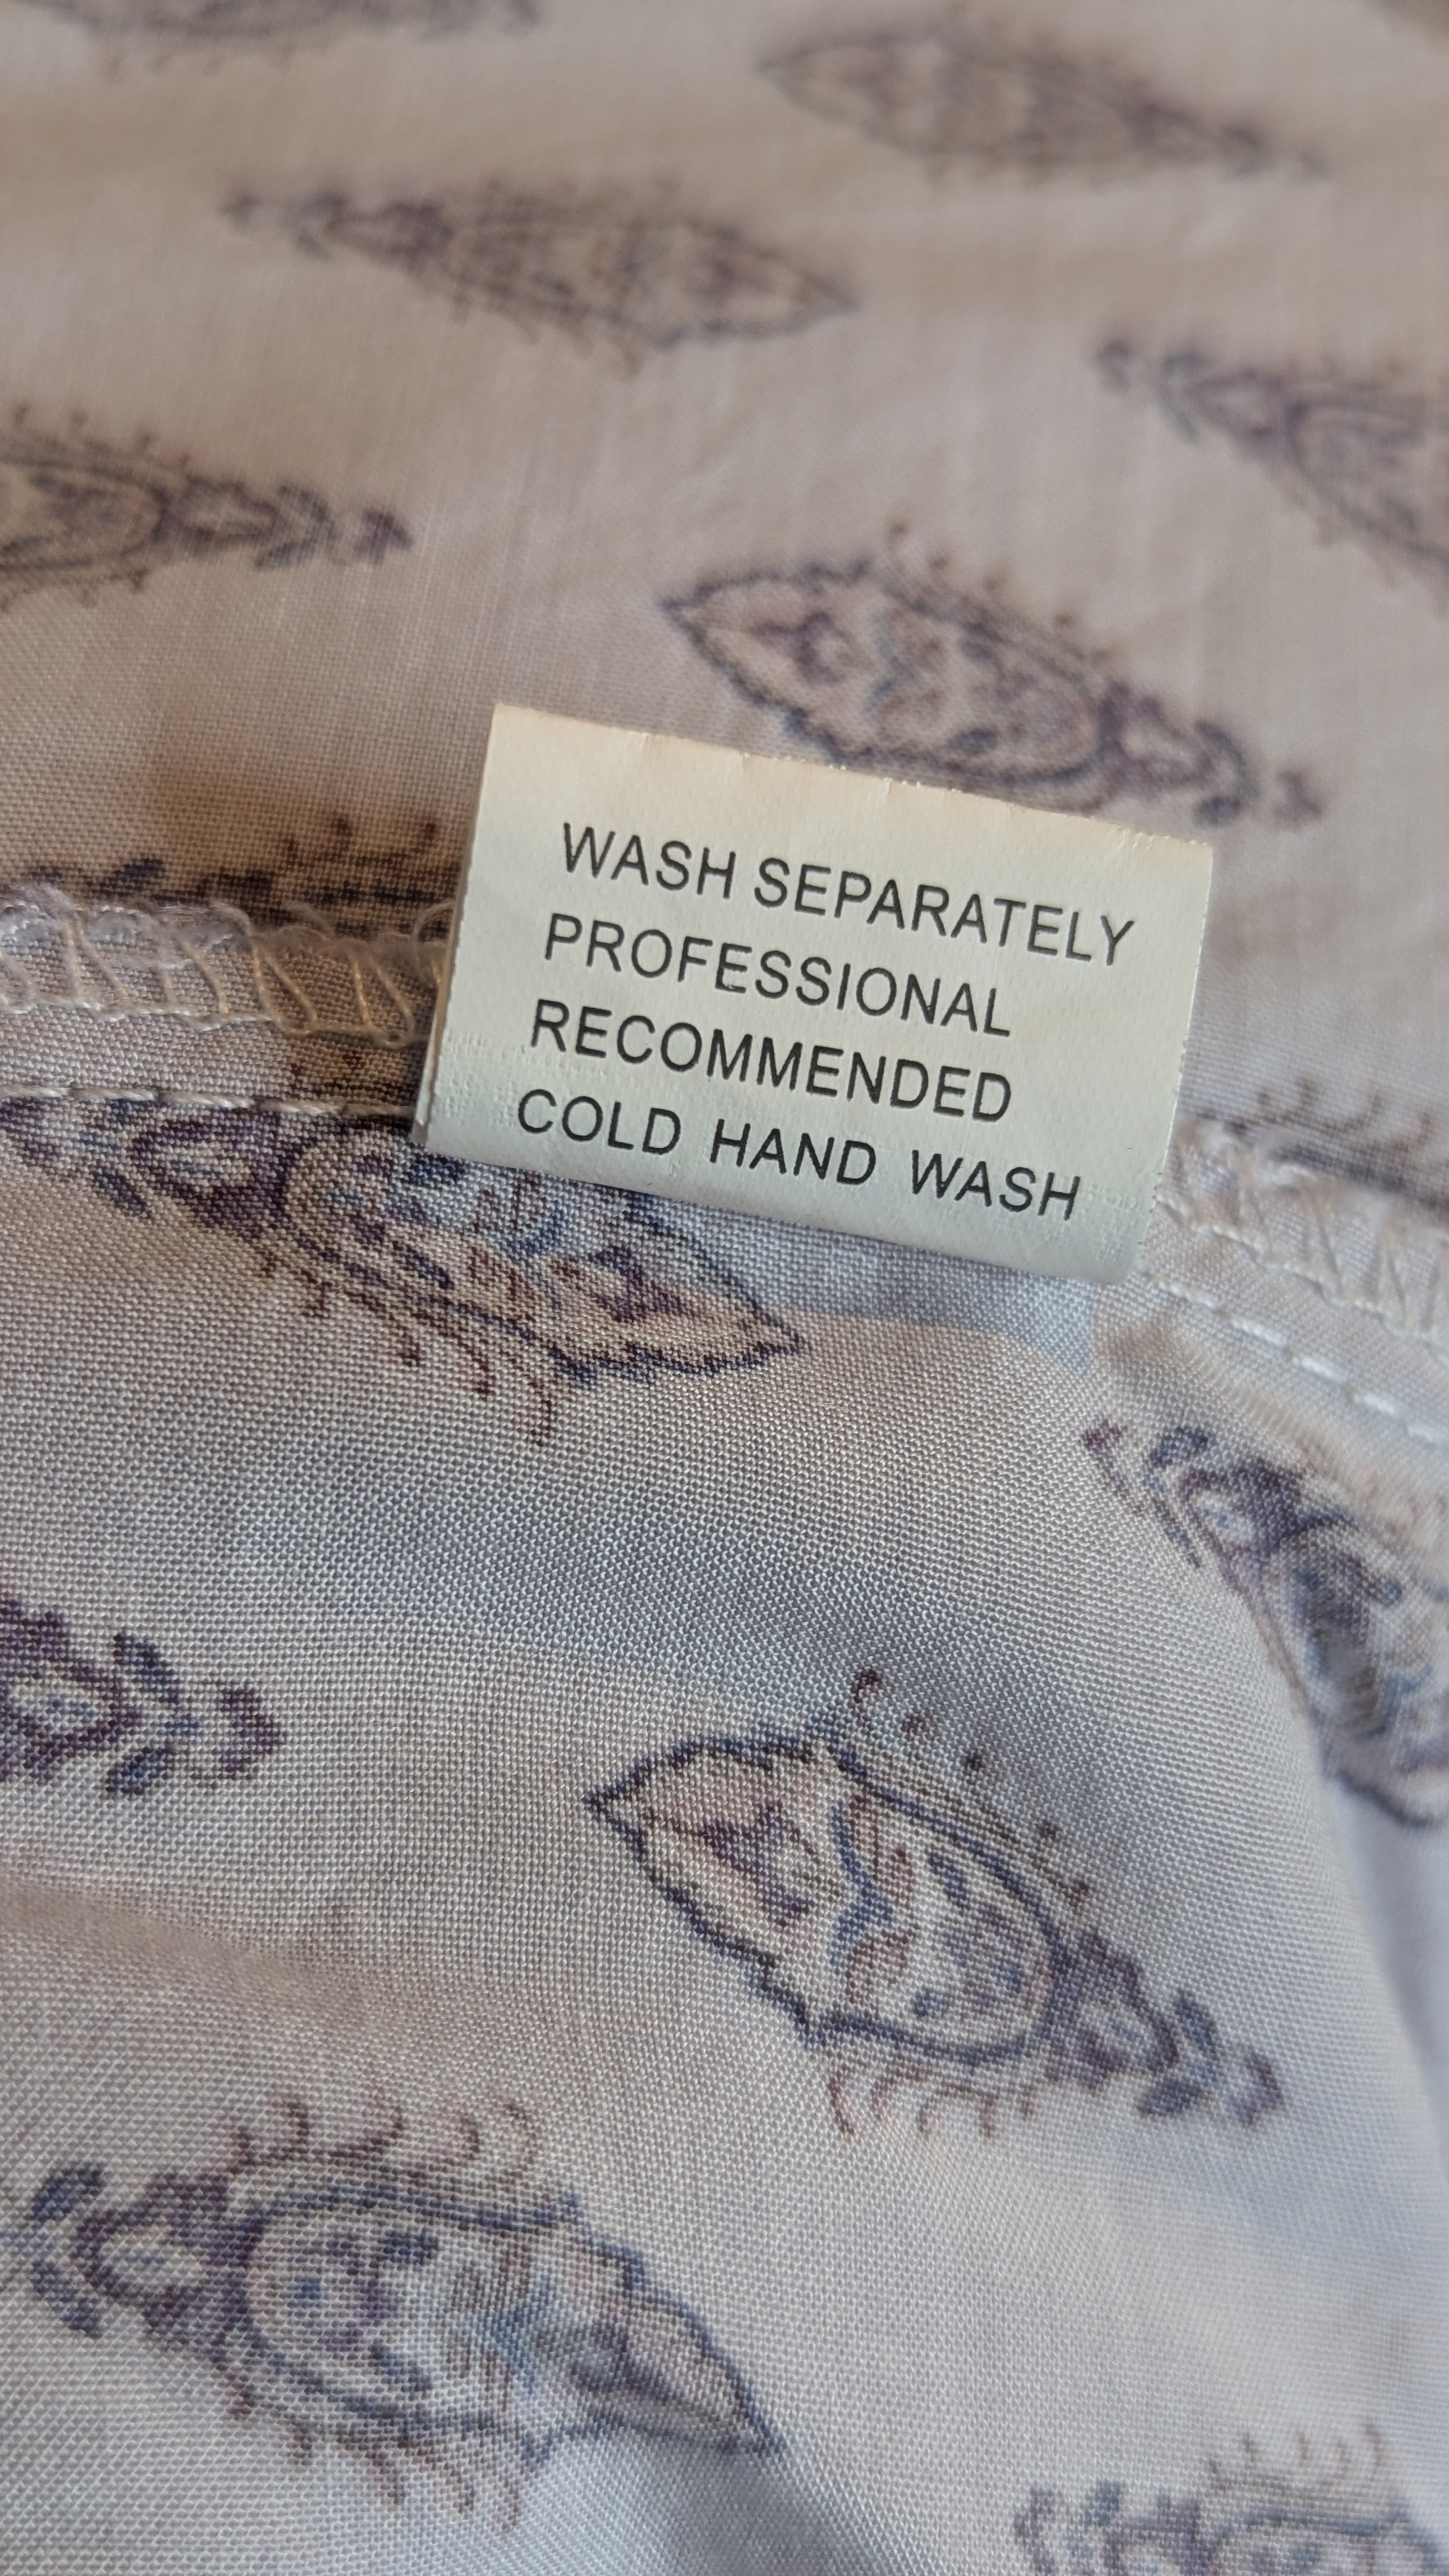 WASH SEPARATELY
PROFESSIONAL
RECOMMENDED
COLD HAND WASH